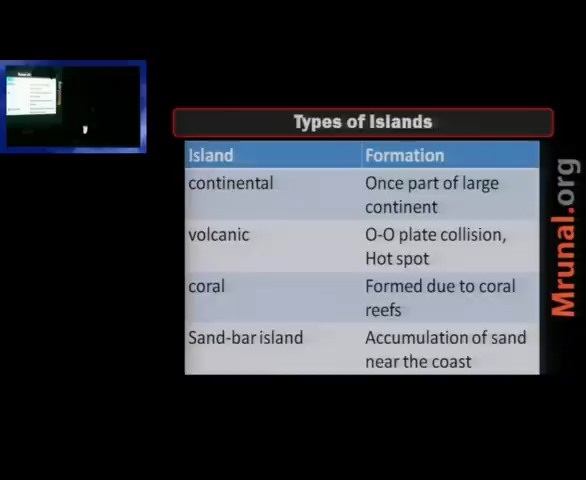 Types of Islands
Island Formation
continental Once part of large
continent
volcanic O-O plate collision,
Hot spot
coral Formed due to coral
reefs
Sand-bar island Accumulation of sand
near the coast
Mrunal.org